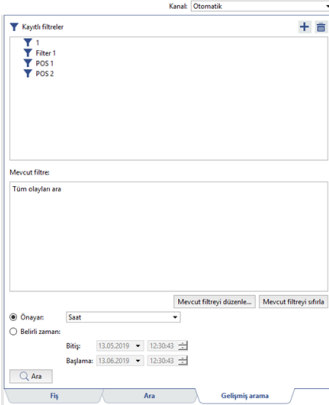 Kanal: Otomatik
Kayıtlı filtreler
1
Filter 1
POS 1
POS 2
Mevcut filtre:
Tüm olayları ara
Mevcut filtreyi düzenle... Mevcut filtreyi sıfırla
Önayar: Saat
Belirli zaman:
Bitiş: 13.05.2019 12:30:43
Başlama: 13.06.2019 12:30:43
Ara
Fiş Ara Gelişmiş arama